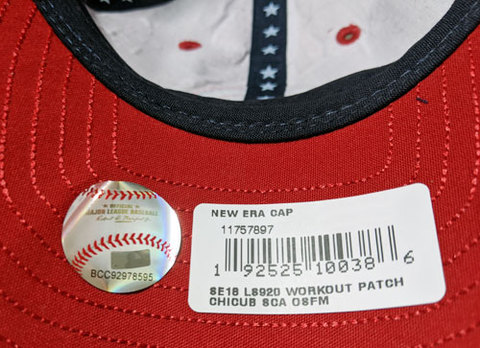 OFFICIAL
MAJOR LEAGUE BASEBALL
BCC92978595
NEW ERA CAP
11757897
1 92525 10038 6
SE18 LS920 WORKOUT PATCH
CHICUB SCA OSFM